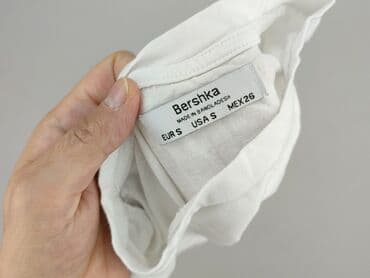 Bershka
MADE IN BANGLADESH
EUR S USA S MEX 26